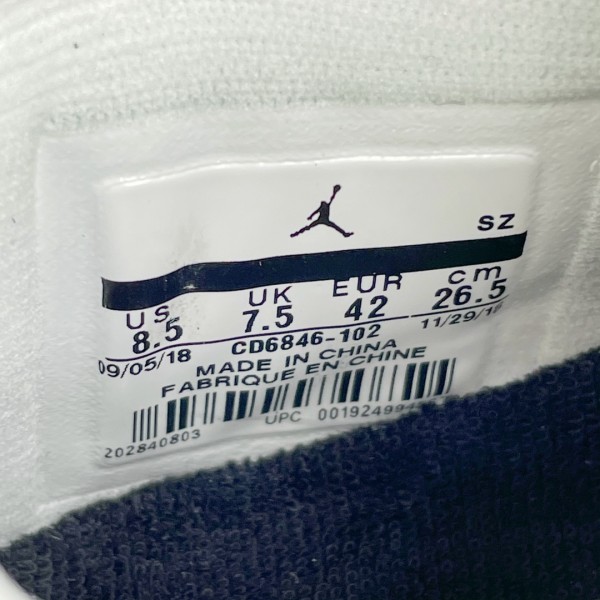 SZ
US UK EUR cm
8.5 7.5 42 26.5
09/05/18 CD6846-102 11/29/18
MADE IN CHINA
FABRIQUE EN CHINE
202840803 UPC 00192499